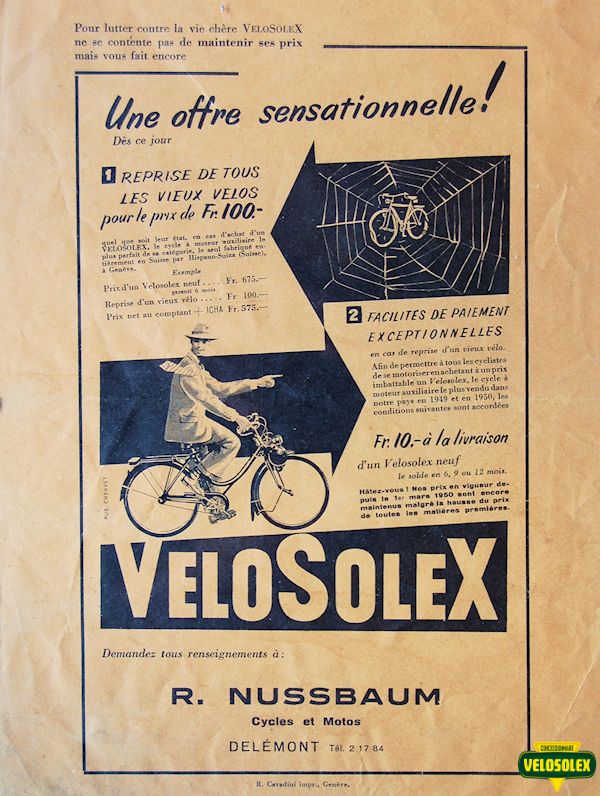 Pour lutter contre la vie chère VELOSOLEX
ne se contente pas de maintenir ses prix
mais vous fait encore
Une offre sensationnelle!
Dès ce jour
1 REPRISE DE TOUS
LES VIEUX VELOS
pour le prix de Fr. 100.-
quel que soit leur état, en cas d'achat d'un
VELOSOLEX, le cycle à moteur auxiliaire le
plus parfait de sa catégorie, le seul fabriqué en-
tièrement en Suisse par Hispano-Suiza (Suisse),
à Genève.
Exemple
Prix d'un Velosolex neuf .... Fr. 675.—
garanti 6 mois
Reprise d'un vieux vélo ..... Fr 100.—
Prix net au comptant + ICHA Fr. 575.—
2 FACILITES DE PAIEMENT
EXCEPTIONNELLES
en cas de reprise d'un vieux vélo.
Afin de permettre à tous les cyclistes
de se motoriser en achetant à un prix
imbattable un Velosolex, le cycle à
moteur auxiliaire le plus vendu dans
notre pays en 1949 et en 1950, les
conditions suivantes sont accordées
Fr. 10.- à la livraison
d'un Velosolex neuf
le solde en 6, 9 ou 12 mois.
Hâtez-vous ! Nos prix en vigueur de-
puis le 1er mars 1950 sont encore
maintenus malgré la hausse du prix
de toutes les matières premières.
PUB. CHERVET
VELOSOLEX
Demandez tous renseignements à :
R. NUSSBAUM
Cycles et Motos
DELÉMONT Tél. 2 17 84
R. Cavadini impr., Genève.
CONCESSIONNAIRE
VELOSOLEX